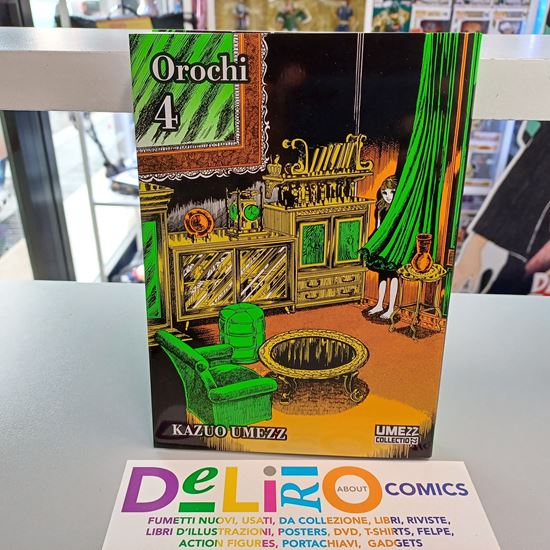 Orochi
4
KAZUO UMEZZ
UMEZZ
COLLECTION
DeLiRiO ABOUT COMICS
FUMETTI NUOVI, USATI, DA COLLEZIONE, LIBRI, RIVISTE,
LIBRI D'ILLUSTRAZIONI, POSTERS, DVD, T-SHIRTS, FELPE,
ACTION FIGURES, PORTACHIAVI, GADGETS